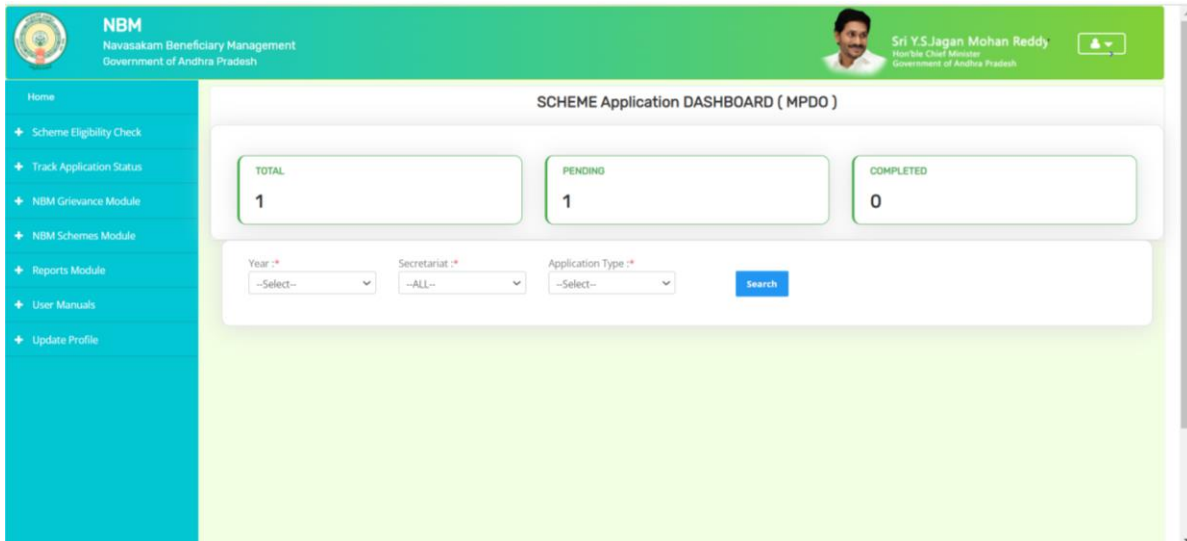 NBM
Navasakam Beneficiary Management
Government of Andhra Pradesh
Sri Y.S.Jagan Mohan Reddy
Hon'ble Chief Minister
Government of Andhra Pradesh
Home
Scheme Eligibility Check
Track Application Status
NBM Grievance Module
NBM Schemes Module
Reports Module
User Manuals
Update Profile
SCHEME Application DASHBOARD ( MPDO )
TOTAL
1
PENDING
1
COMPLETED
0
Year :*
--Select--
Secretariat :*
--ALL--
Application Type :*
--Select--
Search